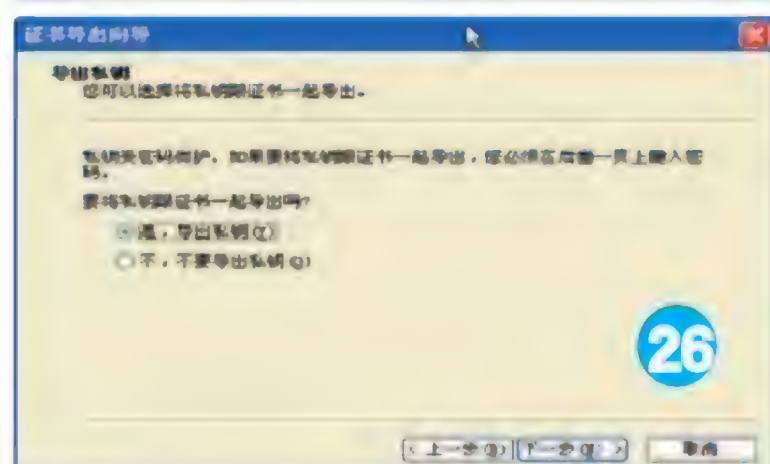 证书导出向导
导出私钥
您可以选择将私钥跟证书一起导出。
私钥受密码保护。如果要将私钥跟证书一起导出，您必须在后面一页上键入密
码。
要将私钥跟证书一起导出吗?
是，导出私钥(Y)
不，不要导出私钥(O)
26
< 上一步(B)
下一步(N) >
取消